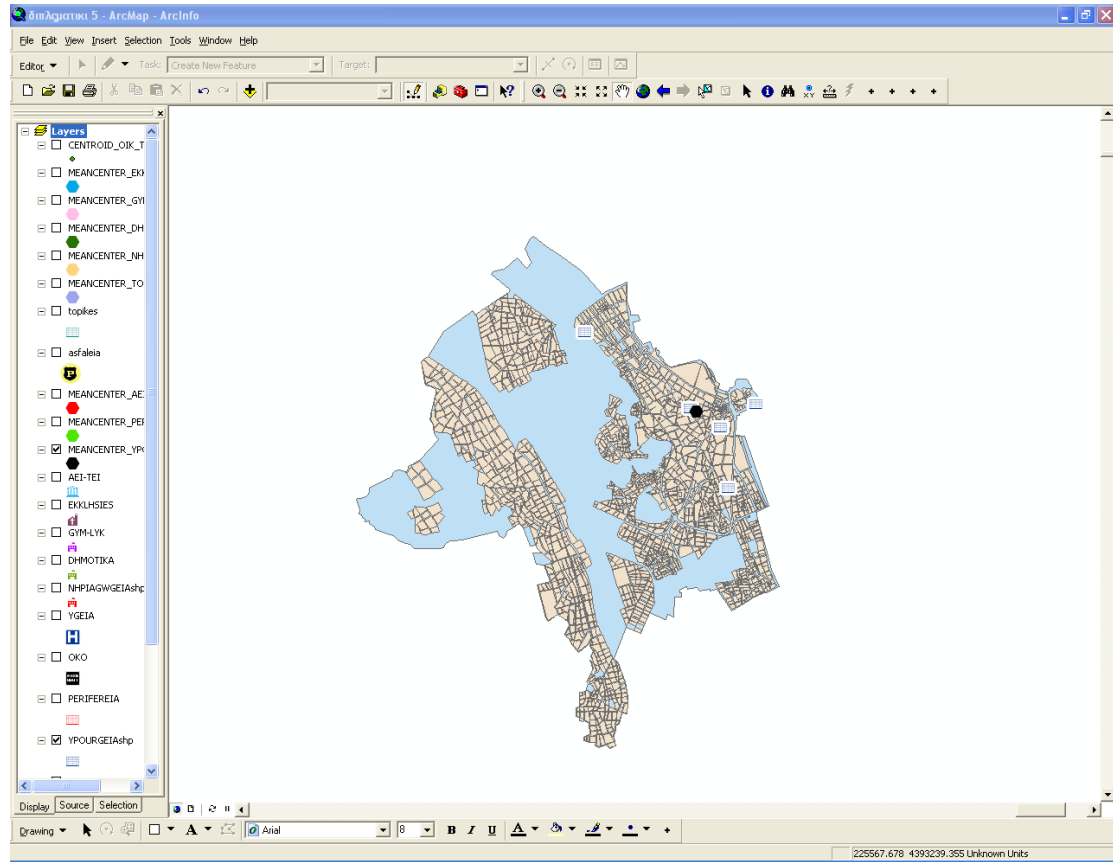 διπλωματικι 5 - ArcMap - ArcInfo
File Edit View Insert Selection Tools Window Help
Editor Task: Create New Feature Target:
Layers
CENTROID_OIK_T
MEANCENTER_EKK
MEANCENTER_GYI
MEANCENTER_DH
MEANCENTER_NH
MEANCENTER_TO
topikes
asfaleia
P
MEANCENTER_AE
MEANCENTER_PER
MEANCENTER_YPO
AEI-TEI
EKKLHSIES
GYM-LYK
DHMOTIKA
NHPIAGWGEIAshp
YGEIA
H
OKO
PERIFEREIA
YPOURGEIAshp
Display Source Selection
Drawing A Arial 8 B I U A
225567.678 4393239.355 Unknown Units